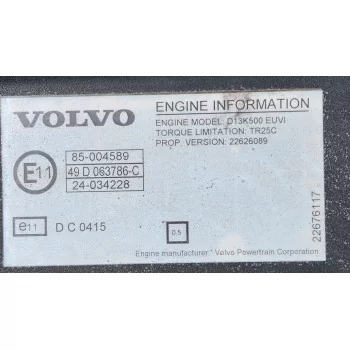 VOLVO
ENGINE INFORMATION
ENGINE MODEL: D13K500 EUVI
TORQUE LIMITATION: TR25C
PROP. VERSION: 22626089
E11
85-004589
49 D 063786-C
24-034228
e11
D C 0415
0.5
22676117
Engine manufacturer: Volvo Powertrain Corporation